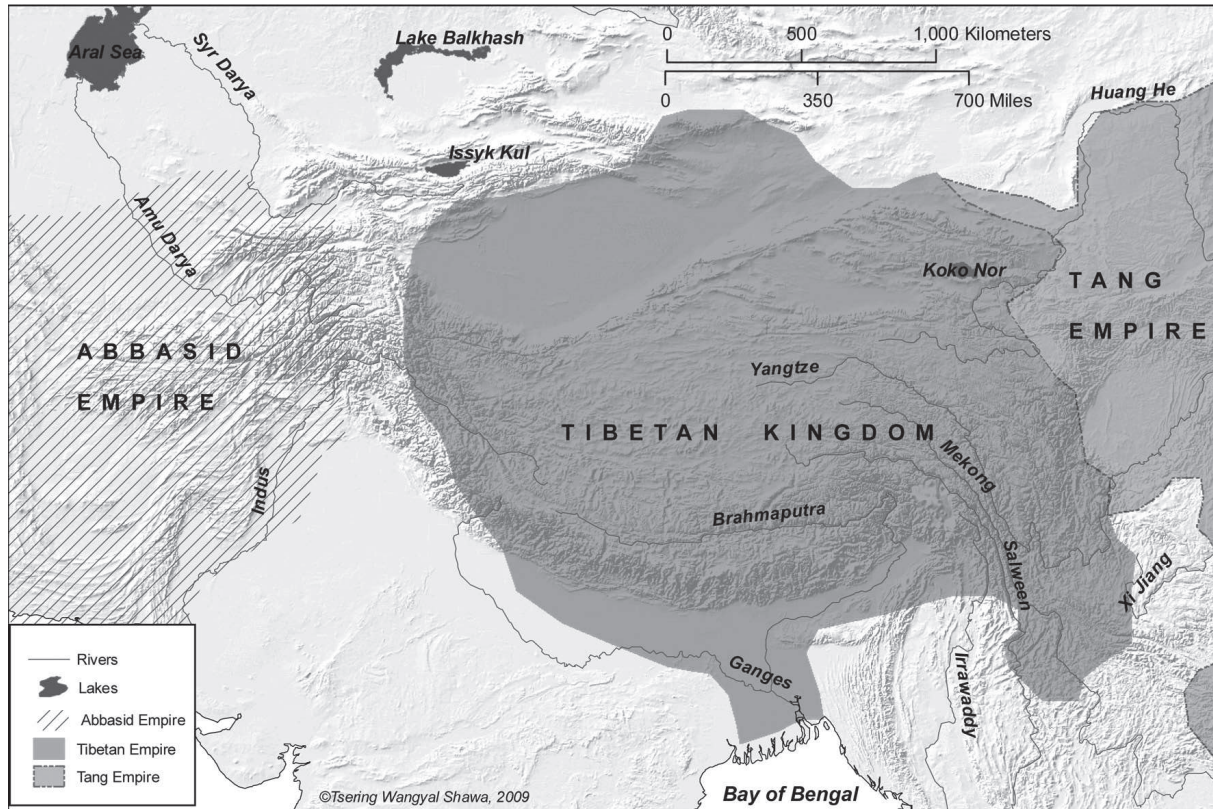 Aral Sea
Syr Darya
Lake Balkhash
0 500 1,000 Kilometers
0 350 700 Miles
Huang He
Issyk Kul
Amu Darya
Koko Nor
TANG
EMPIRE
ABBASID
EMPIRE
Yangtze
TIBETAN KINGDOM
Mekong
Indus
Brahmaputra
Salween
Xi Jiang
Ganges
Irrawaddy
Rivers
Lakes
Abbasid Empire
Tibetan Empire
Tang Empire
©Tsering Wangyal Shawa, 2009
Bay of Bengal